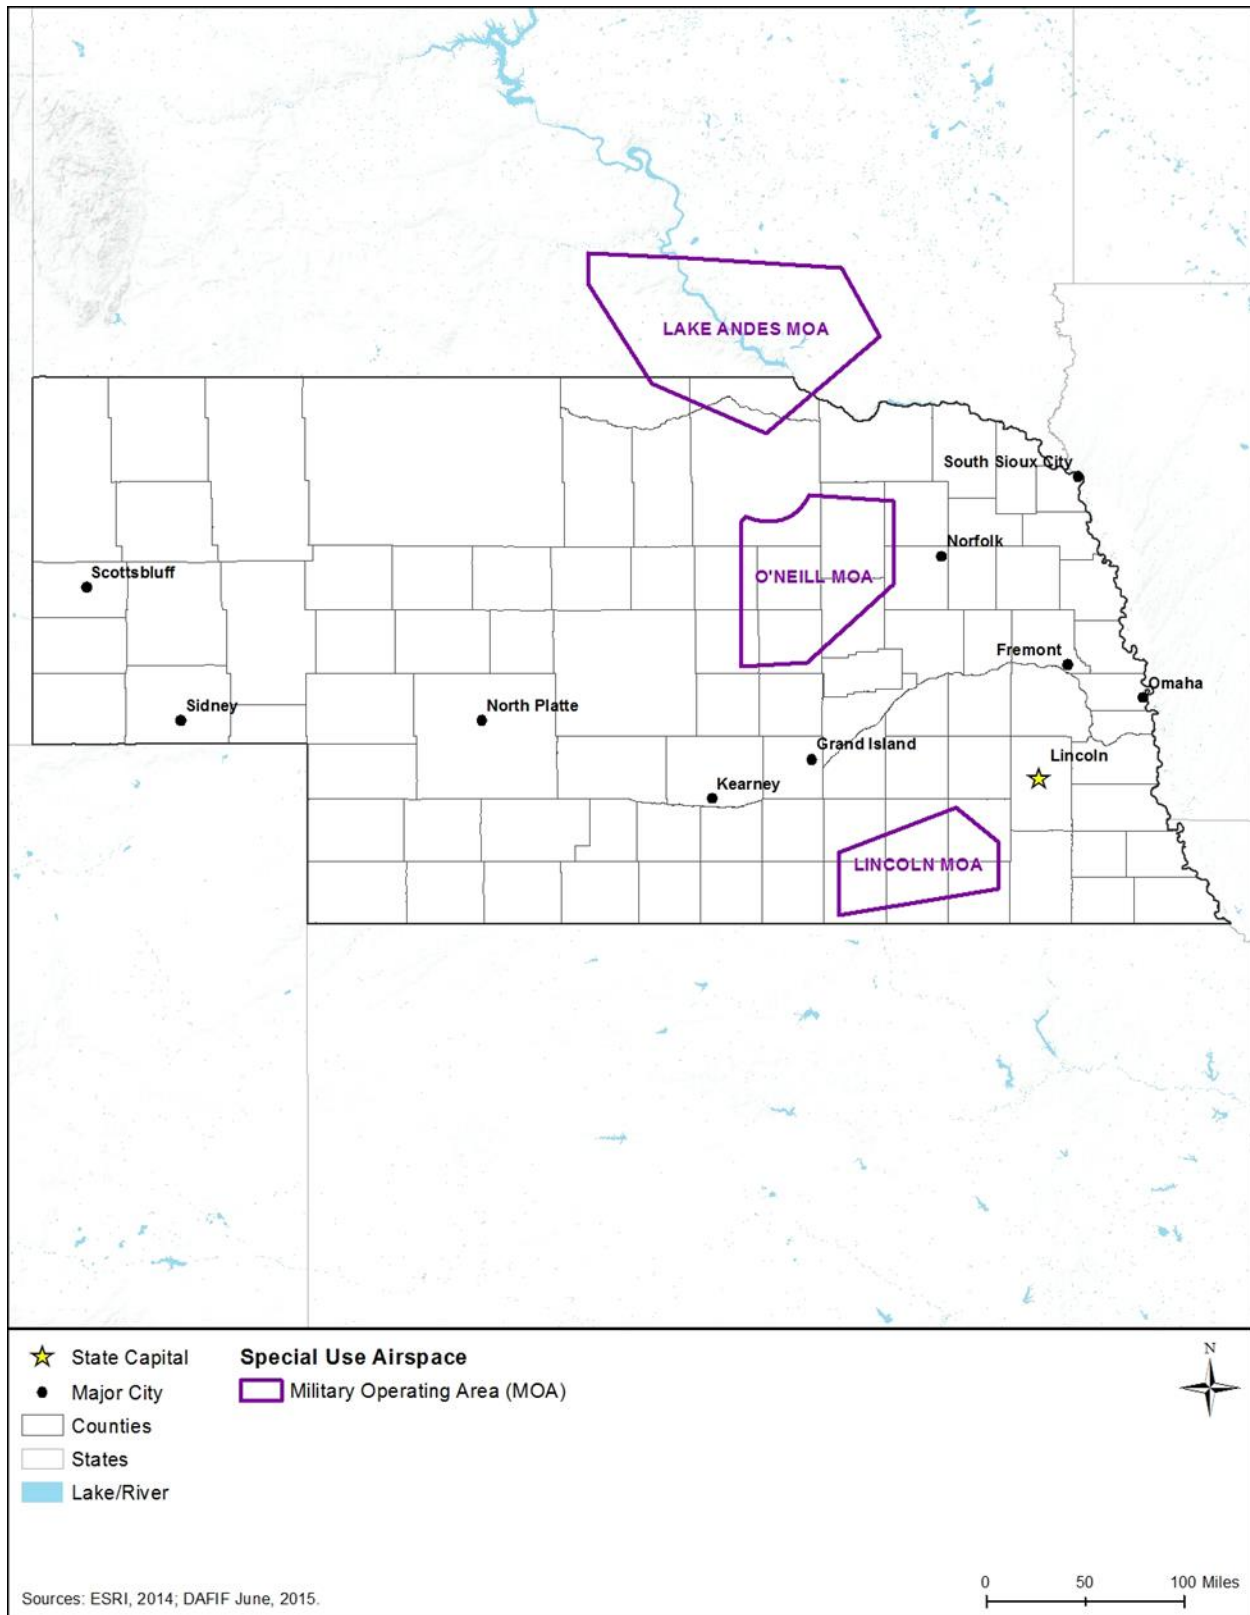 LAKE ANDES MOA
South Sioux City
Norfolk
Scottsbluff
O'NEILL MOA
Fremont
Omaha
Sidney
North Platte
Grand Island
Lincoln
Kearney
LINCOLN MOA
State Capital
Special Use Airspace
N
Major City
Military Operating Area (MOA)
Counties
States
Lake/River
0 50 100 Miles
Sources: ESRI, 2014; DAFIF June, 2015.